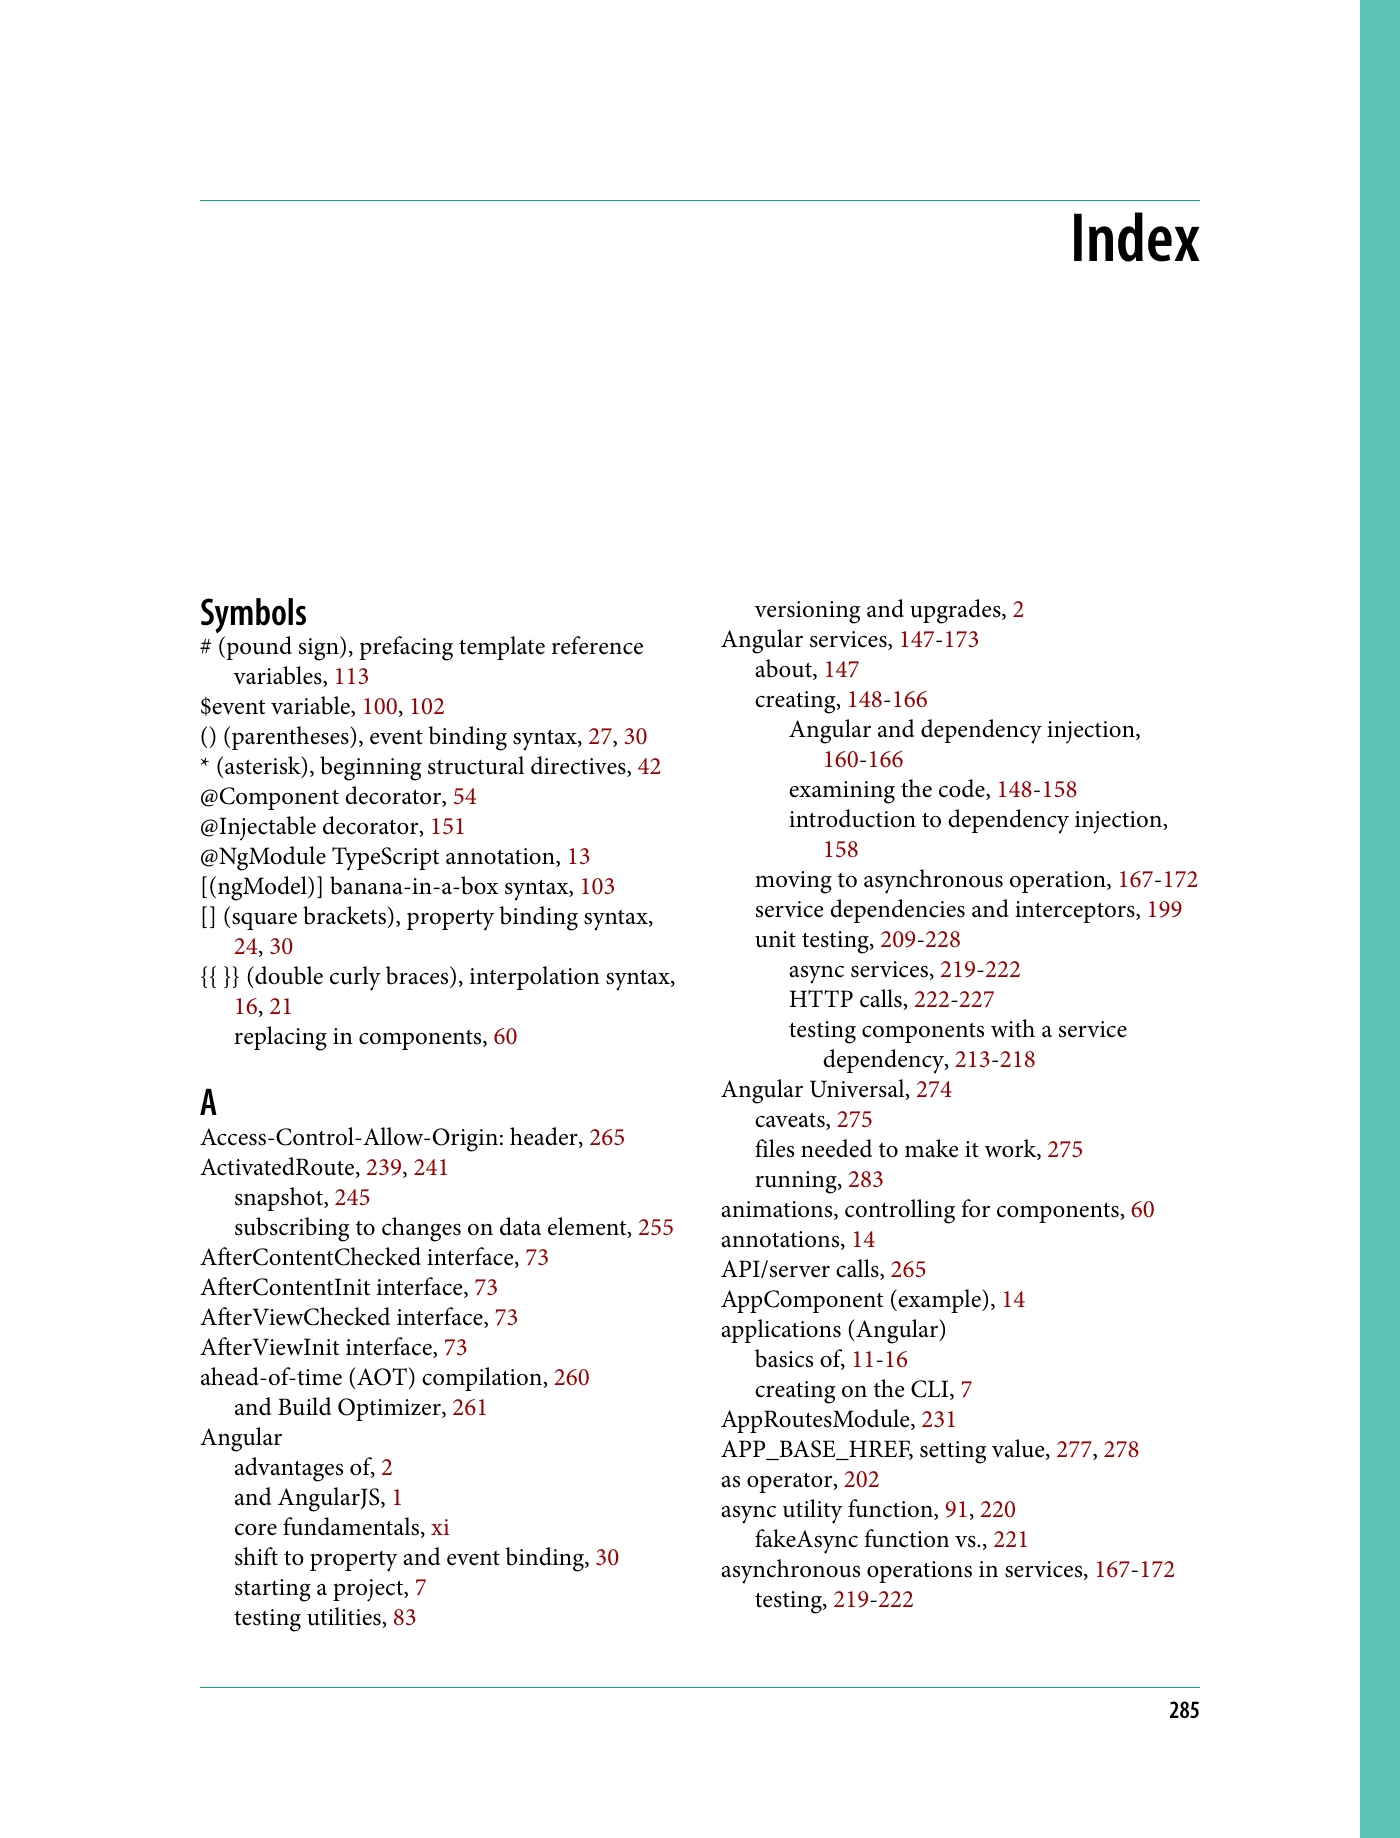 Index
Symbols
# (pound sign), prefacing template reference
variables, 113
$event variable, 100, 102
() (parentheses), event binding syntax, 27, 30
* (asterisk), beginning structural directives, 42
@Component decorator, 54
@Injectable decorator, 151
@NgModule TypeScript annotation, 13
[(ngModel)] banana-in-a-box syntax, 103
[] (square brackets), property binding syntax,
24, 30
{{ }} (double curly braces), interpolation syntax,
16, 21
replacing in components, 60
A
Access-Control-Allow-Origin: header, 265
ActivatedRoute, 239, 241
snapshot, 245
subscribing to changes on data element, 255
AfterContentChecked interface, 73
AfterContentInit interface, 73
AfterViewChecked interface, 73
AfterViewInit interface, 73
ahead-of-time (AOT) compilation, 260
and Build Optimizer, 261
Angular
advantages of, 2
and AngularJS, 1
core fundamentals, xi
shift to property and event binding, 30
starting a project, 7
testing utilities, 83
versioning and upgrades, 2
Angular services, 147-173
about, 147
creating, 148-166
Angular and dependency injection,
160-166
examining the code, 148-158
introduction to dependency injection,
158
moving to asynchronous operation, 167-172
service dependencies and interceptors, 199
unit testing, 209-228
async services, 219-222
HTTP calls, 222-227
testing components with a service
dependency, 213-218
Angular Universal, 274
caveats, 275
files needed to make it work, 275
running, 283
animations, controlling for components, 60
annotations, 14
API/server calls, 265
AppComponent (example), 14
applications (Angular)
basics of, 11-16
creating on the CLI, 7
AppRoutesModule, 231
APP_BASE_HREF, setting value, 277, 278
as operator, 202
async utility function, 91, 220
fakeAsync function vs., 221
asynchronous operations in services, 167-172
testing, 219-222
285